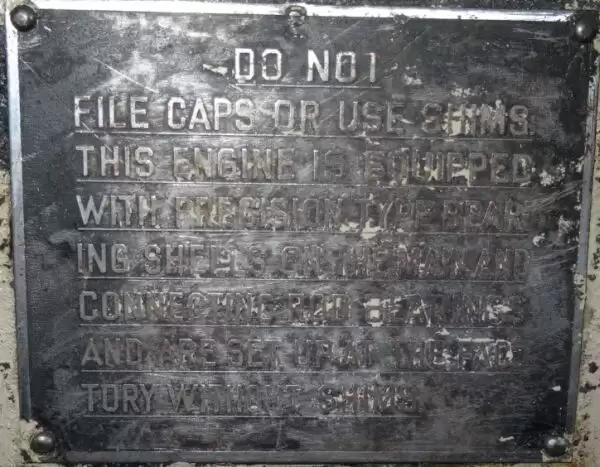 DO NOT
FILE CAPS OR USE SHIMS.
THIS ENGINE IS EQUIPPED
WITH PRECISION TYPE BEAR-
ING SHELLS ON THE MAIN AND
CONNECTING ROD BEARINGS
AND ARE SET UP AT THE FAC-
TORY WITHOUT SHIMS.